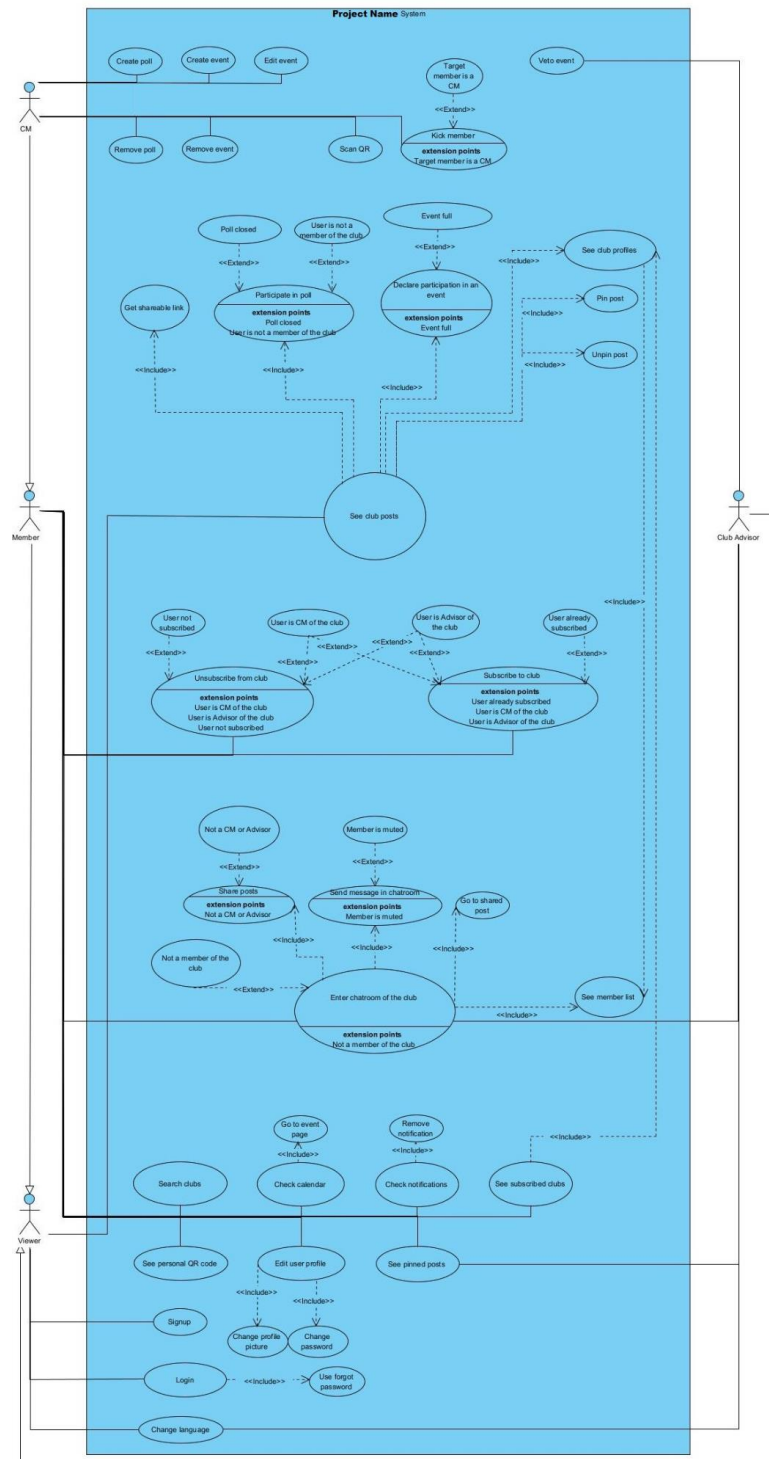 Project Name System
Create poll
Create event
Edit event
Target
member is a
CM
Veto event
<<Extend>>
CM
Remove poll
Remove event
Scan QR
Kick member
extension points
Target member is a CM
Poll closed
User is not a
member of the club
Event full
<<Extend>>
<<Extend>>
<<Extend>>
<<Include>>
See club profiles
Get shareable link
Participate in poll
extension points
Poll closed
User is not a member of the club
Declare participation in an
event
extension points
Event full
Pin post
<<Include>>
Unpin post
<<Include>>
<<Include>>
<<Include>>
<<Include>>
See club posts
Member
Club Advisor
User not
subscribed
User is CM of the club
User is Advisor of
the club
User already
subscribed
<<Include>>
<<Extend>>
<<Extend>>
<<Extend>>
<<Extend>>
<<Extend>>
<<Extend>>
Unsubscribe from club
extension points
User is CM of the club
User is Advisor of the club
User not subscribed
Subscribe to club
extension points
User already subscribed
User is CM of the club
User is Advisor of the club
Not a CM or Advisor
Member is muted
<<Extend>>
<<Extend>>
Share posts
extension points
Not a CM or Advisor
Send message in chatroom
extension points
Member is muted
Go to shared
post
<<Include>>
<<Include>>
<<Include>>
Not a member of the
club
<<Extend>>
Enter chatroom of the club
extension points
Not a member of the club
<<Include>>
See member list
Go to event
page
Remove
notification
<<Include>>
<<Include>>
<<Include>>
Search clubs
Check calendar
Check notifications
See subscribed clubs
Viewer
See personal QR code
Edit user profile
See pinned posts
<<Include>>
<<Include>>
Signup
Change profile
picture
Change
password
Login
<<Include>>
Use forgot
password
Change language